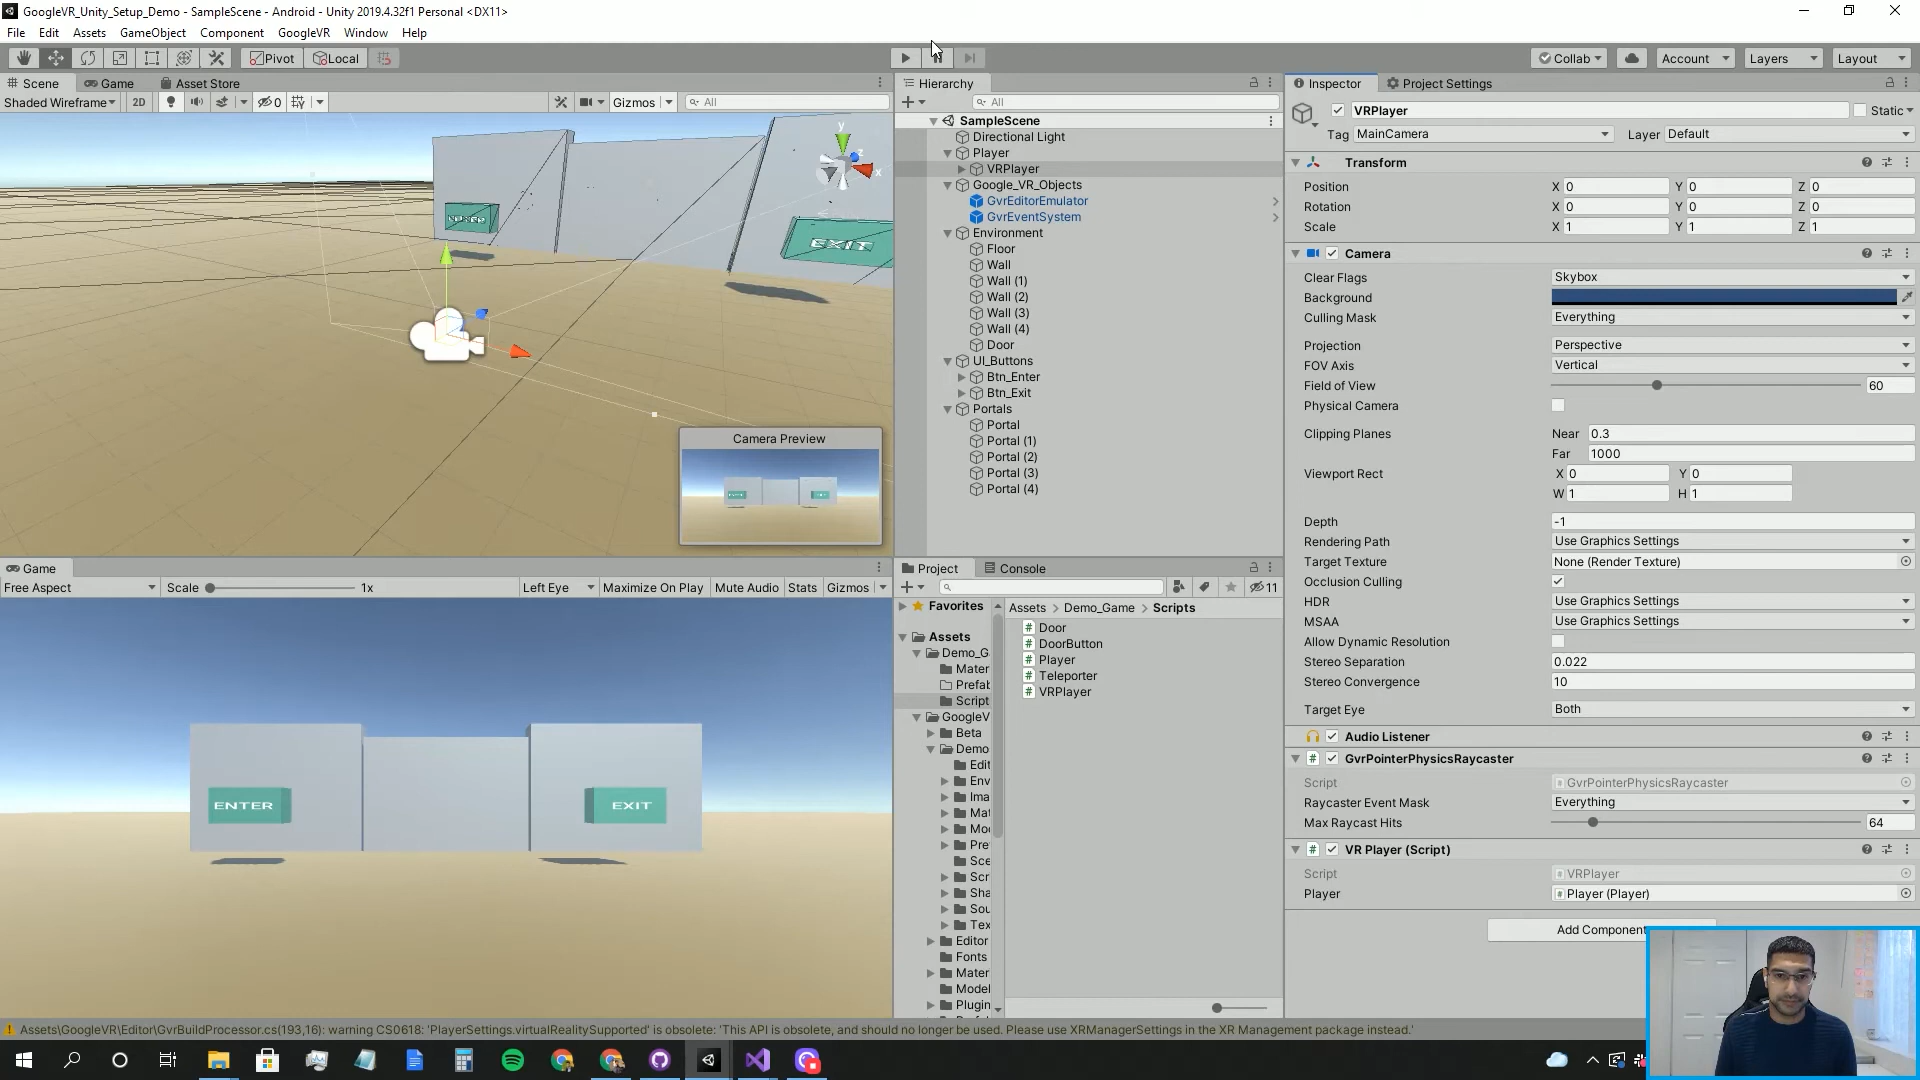 GoogleVR_Unity_Setup_Demo - SampleScene - Android - Unity 2019.4.32f1 Personal <DX11>
File Edit Assets GameObject Component GoogleVR Window Help
Pivot Local Collab Account Layers Layout
Scene Game Asset Store
Shaded Wireframe 2D 0 Gizmos All
y
z
x
EXIT
Camera Preview
Game
Free Aspect Scale 1x Left Eye Maximize On Play Mute Audio Stats Gizmos
ENTER EXIT
Hierarchy
All
SampleScene
Directional Light
Player
VRPlayer
Google_VR_Objects
GvrEditorEmulator
GvrEventSystem
Environment
Floor
Wall
Wall (1)
Wall (2)
Wall (3)
Wall (4)
Door
UI_Buttons
Btn_Enter
Btn_Exit
Portals
Portal
Portal (1)
Portal (2)
Portal (3)
Portal (4)
Project Console
11
Favorites
Assets
Demo_G
Mater
Prefab
Script
GoogleV
Beta
Demo
Edit
Env
Ima
Mat
Mod
Pre
Sce
Scr
Sha
Sou
Tex
Editor
Fonts
Mater
Model
Plugin
Assets > Demo_Game > Scripts
Door
DoorButton
Player
Teleporter
VRPlayer
Inspector Project Settings
VRPlayer Static
Tag MainCamera Layer Default
Transform
Position X 0 Y 0 Z 0
Rotation X 0 Y 0 Z 0
Scale X 1 Y 1 Z 1
Camera
Clear Flags Skybox
Background
Culling Mask Everything
Projection Perspective
FOV Axis Vertical
Field of View 60
Physical Camera
Clipping Planes Near 0.3
Far 1000
Viewport Rect X 0 Y 0
W 1 H 1
Depth -1
Rendering Path Use Graphics Settings
Target Texture None (Render Texture)
Occlusion Culling
HDR Use Graphics Settings
MSAA Use Graphics Settings
Allow Dynamic Resolution
Stereo Separation 0.022
Stereo Convergence 10
Target Eye Both
Audio Listener
GvrPointerPhysicsRaycaster
Script GvrPointerPhysicsRaycaster
Raycaster Event Mask Everything
Max Raycast Hits 64
VR Player (Script)
Script VRPlayer
Player Player (Player)
Add Component
Assets\GoogleVR\Editor\GvrBuildProcessor.cs(193,16): warning CS0618: 'PlayerSettings.virtualRealitySupported' is obsolete: 'This API is obsolete, and should no longer be used. Please use XRManagerSettings in the XR Management package instead.'